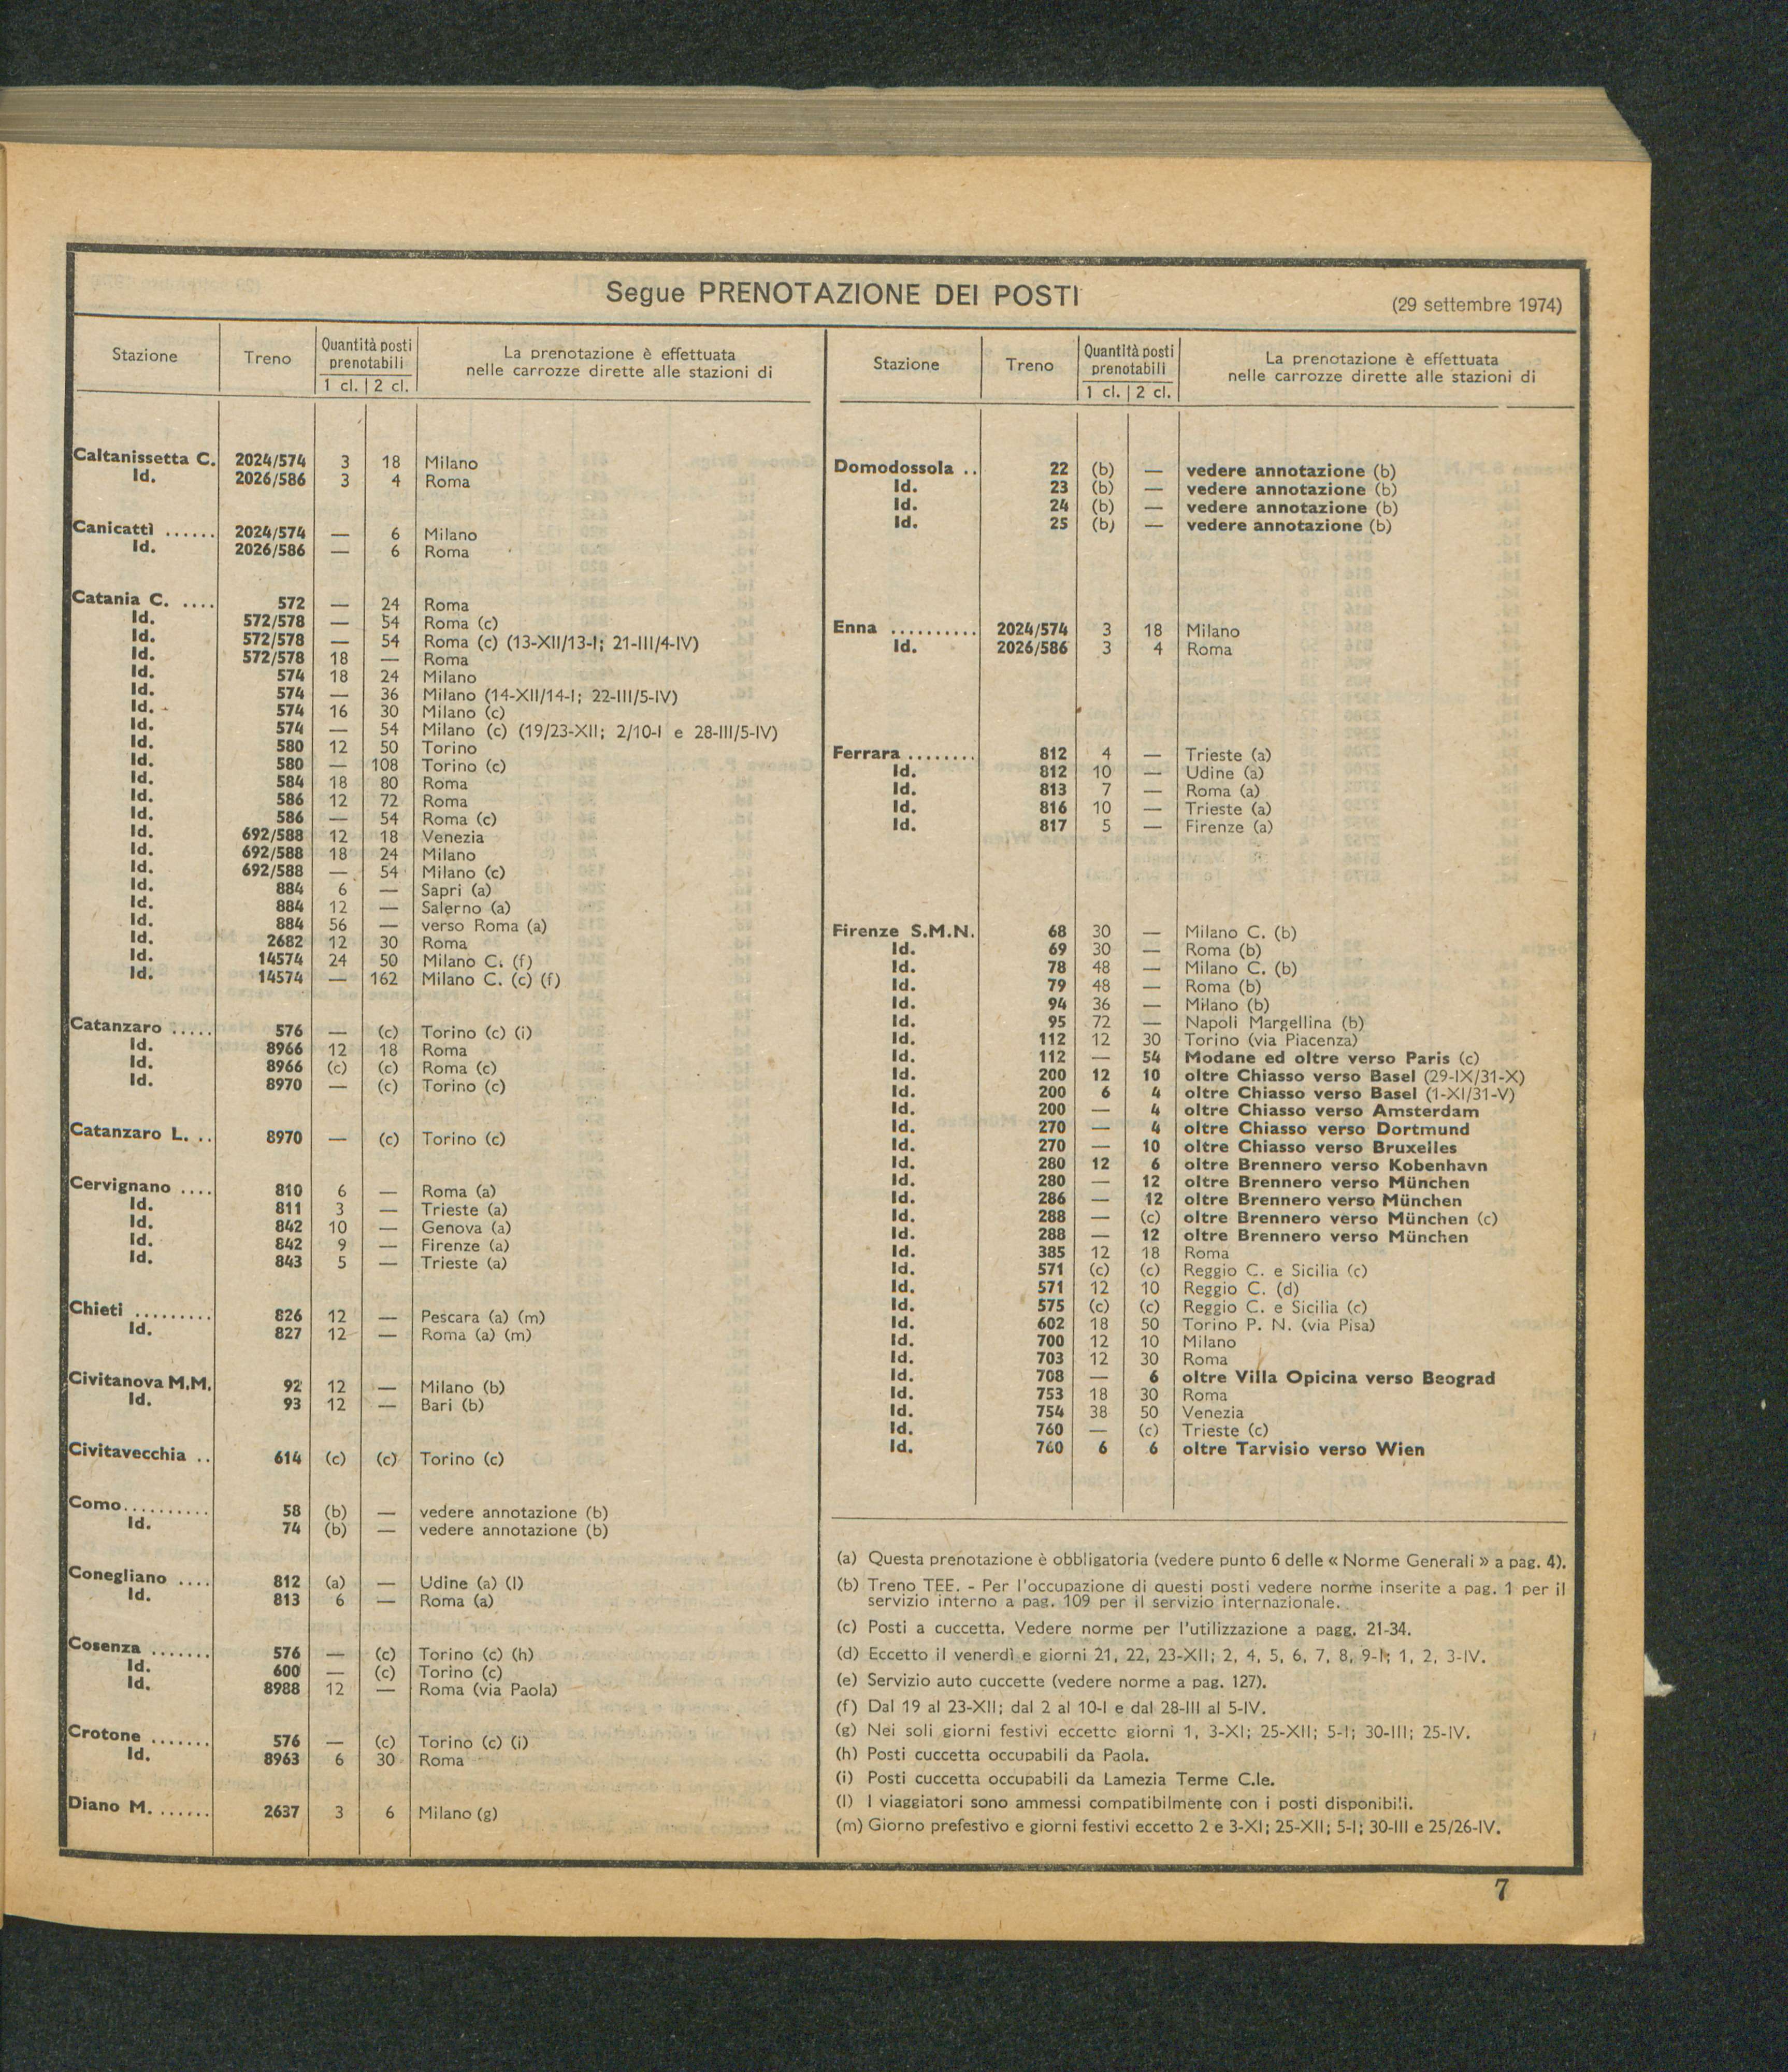 Segue PRENOTAZIONE DEI POSTI
(29 settembre 1974)
Stazione Treno Quantità posti prenotabili 1 cl. 2 cl. La prenotazione è effettuata nelle carrozze dirette alle stazioni di
Caltanissetta C. 2024/574 3 18 Milano
Id. 2026/586 3 4 Roma
Canicattì ...... 2024/574 — 6 Milano
Id. 2026/586 — 6 Roma
Catania C. .... 572 — 24 Roma
Id. 572/578 — 54 Roma (c)
Id. 572/578 — 54 Roma (c) (13-XII/13-I; 21-III/4-IV)
Id. 572/578 18 — Roma
Id. 574 18 24 Milano
Id. 574 — 36 Milano (14-XII/14-I; 22-III/5-IV)
Id. 574 16 30 Milano (c)
Id. 574 — 54 Milano (c) (19/23-XII; 2/10-I e 28-III/5-IV)
Id. 580 12 50 Torino
Id. 580 — 108 Torino (c)
Id. 584 18 80 Roma
Id. 586 12 72 Roma
Id. 586 — 54 Roma (c)
Id. 692/588 12 18 Venezia
Id. 692/588 18 24 Milano
Id. 692/588 — 54 Milano (c)
Id. 884 6 — Sapri (a)
Id. 884 12 — Salerno (a)
Id. 884 56 — verso Roma (a)
Id. 2682 12 30 Roma
Id. 14574 24 50 Milano C. (f)
Id. 14574 — 162 Milano C. (c) (f)
Catanzaro ..... 576 — (c) Torino (c) (i)
Id. 8966 12 18 Roma
Id. 8966 (c) (c) Roma (c)
Id. 8970 — (c) Torino (c)
Catanzaro L. .. 8970 — (c) Torino (c)
Cervignano .... 810 6 — Roma (a)
Id. 811 3 — Trieste (a)
Id. 842 10 — Genova (a)
Id. 842 9 — Firenze (a)
Id. 843 5 — Trieste (a)
Chieti ......... 826 12 — Pescara (a) (m)
Id. 827 12 — Roma (a) (m)
Civitanova M.M. 92 12 — Milano (b)
Id. 93 12 — Bari (b)
Civitavecchia .. 614 (c) (c) Torino (c)
Como.......... 58 (b) — vedere annotazione (b)
Id. 74 (b) — vedere annotazione (b)
Conegliano .... 812 (a) — Udine (a) (l)
Id. 813 6 — Roma (a)
Cosenza ....... 576 — (c) Torino (c) (h)
Id. 600 — (c) Torino (c)
Id. 8988 12 — Roma (via Paola)
Crotone ....... 576 — (c) Torino (c) (i)
Id. 8963 6 30 Roma
Diano M. ....... 2637 3 6 Milano (g)
Stazione Treno Quantità posti prenotabili 1 cl. 2 cl. La prenotazione è effettuata nelle carrozze dirette alle stazioni di
Domodossola .. 22 (b) — vedere annotazione (b)
Id. 23 (b) — vedere annotazione (b)
Id. 24 (b) — vedere annotazione (b)
Id. 25 (b) — vedere annotazione (b)
Enna .......... 2024/574 3 18 Milano
Id. 2026/586 3 4 Roma
Ferrara ........ 812 4 — Trieste (a)
Id. 812 10 — Udine (a)
Id. 813 7 — Roma (a)
Id. 816 10 — Trieste (a)
Id. 817 5 — Firenze (a)
Firenze S.M.N. 68 30 — Milano C. (b)
Id. 69 30 — Roma (b)
Id. 78 48 — Milano C. (b)
Id. 79 48 — Roma (b)
Id. 94 36 — Milano (b)
Id. 95 72 — Napoli Margellina (b)
Id. 112 12 30 Torino (via Piacenza)
Id. 112 — 54 Modane ed oltre verso Paris (c)
Id. 200 12 10 oltre Chiasso verso Basel (29-IX/31-X)
Id. 200 6 4 oltre Chiasso verso Basel (1-XI/31-V)
Id. 200 — 4 oltre Chiasso verso Amsterdam
Id. 270 — 4 oltre Chiasso verso Dortmund
Id. 270 — 10 oltre Chiasso verso Bruxelles
Id. 280 12 6 oltre Brennero verso Kobenhavn
Id. 280 — 12 oltre Brennero verso München
Id. 286 — 12 oltre Brennero verso München
Id. 288 — (c) oltre Brennero verso München (c)
Id. 288 — 12 oltre Brennero verso München
Id. 385 12 18 Roma
Id. 571 (c) (c) Reggio C. e Sicilia (c)
Id. 571 12 10 Reggio C. (d)
Id. 575 (c) (c) Reggio C. e Sicilia (c)
Id. 602 18 50 Torino P. N. (via Pisa)
Id. 700 12 10 Milano
Id. 703 12 30 Roma
Id. 708 — 6 oltre Villa Opicina verso Beograd
Id. 753 18 30 Roma
Id. 754 38 50 Venezia
Id. 760 — (c) Trieste (c)
Id. 760 6 6 oltre Tarvisio verso Wien
(a) Questa prenotazione è obbligatoria (vedere punto 6 delle « Norme Generali » a pag. 4).
(b) Treno TEE. - Per l'occupazione di questi posti vedere norme inserite a pag. 1 per il
servizio interno a pag. 109 per il servizio internazionale.
(c) Posti a cuccetta. Vedere norme per l'utilizzazione a pagg. 21-34.
(d) Eccetto il venerdì e giorni 21, 22, 23-XII; 2, 4, 5, 6, 7, 8, 9-I; 1, 2, 3-IV.
(e) Servizio auto cuccette (vedere norme a pag. 127).
(f) Dal 19 al 23-XII; dal 2 al 10-I e dal 28-III al 5-IV.
(g) Nei soli giorni festivi eccetto giorni 1, 3-XI; 25-XII; 5-I; 30-III; 25-IV.
(h) Posti cuccetta occupabili da Paola.
(i) Posti cuccetta occupabili da Lamezia Terme C.le.
(l) I viaggiatori sono ammessi compatibilmente con i posti disponibili.
(m) Giorno prefestivo e giorni festivi eccetto 2 e 3-XI; 25-XII; 5-I; 30-III e 25/26-IV.
7